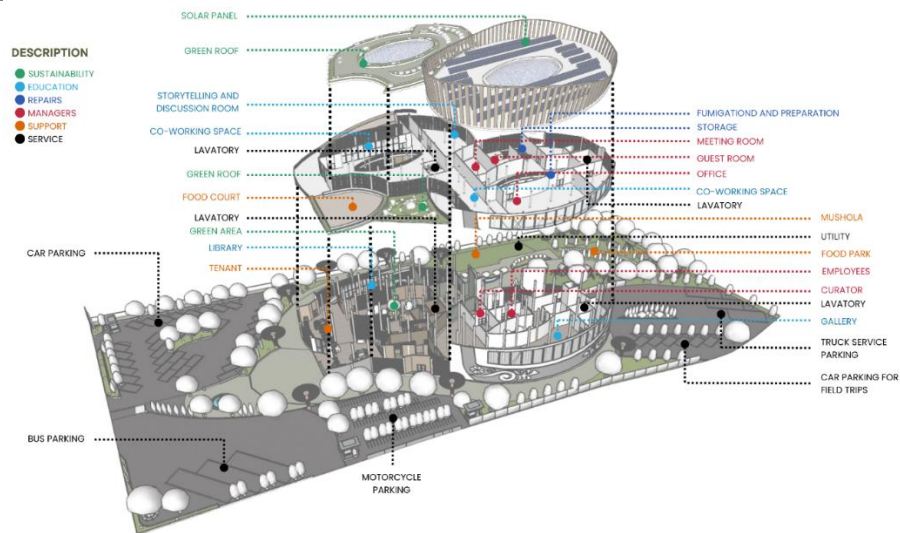 SOLAR PANEL
GREEN ROOF
DESCRIPTION
SUSTAINABILITY
EDUCATION
REPAIRS
MANAGERS
SUPPORT
SERVICE
STORYTELLING AND
DISCUSSION ROOM
CO-WORKING SPACE
LAVATORY
GREEN ROOF
FOOD COURT
LAVATORY
GREEN AREA
LIBRARY
TENANT
CAR PARKING
BUS PARKING
MOTORCYCLE
PARKING
FUMIGATIOND AND PREPARATION
STORAGE
MEETING ROOM
GUEST ROOM
OFFICE
CO-WORKING SPACE
LAVATORY
MUSHOLA
UTILITY
FOOD PARK
EMPLOYEES
CURATOR
LAVATORY
GALLERY
TRUCK SERVICE
PARKING
CAR PARKING FOR
FIELD TRIPS